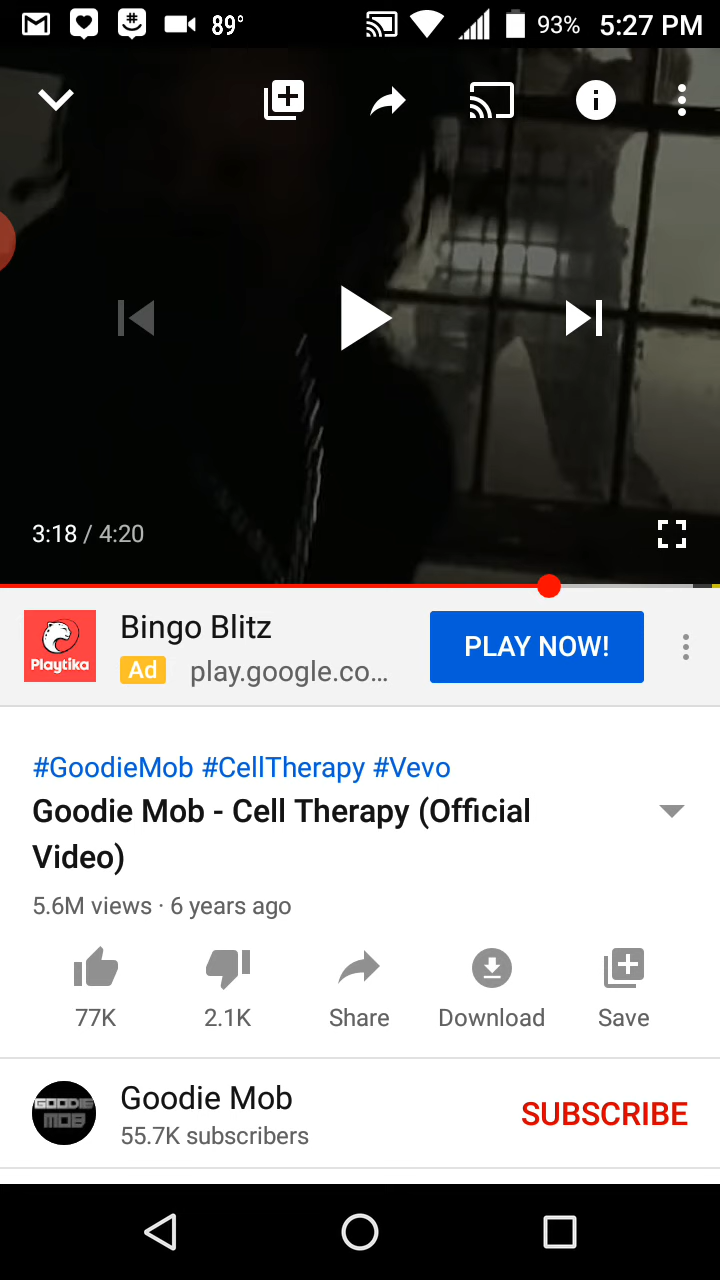 89° 93% 5:27 PM
3:18 / 4:20
Bingo Blitz
Playtika
Ad play.google.co...
PLAY NOW!
#GoodieMob #CellTherapy #Vevo
Goodie Mob - Cell Therapy (Official
Video)
5.6M views · 6 years ago
77K 2.1K Share Download Save
GOODIE
MOB
Goodie Mob
55.7K subscribers
SUBSCRIBE